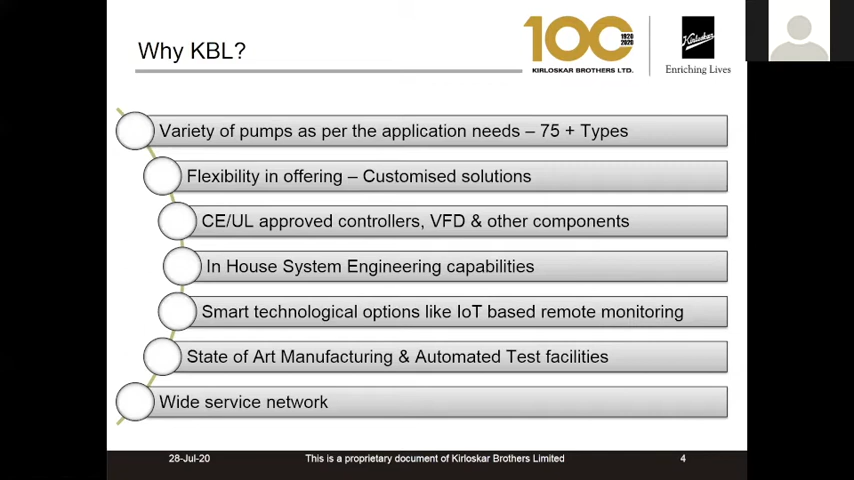 Why KBL?
100
1920
2020
KIRLOSKAR BROTHERS LTD.
Kirloskar
Enriching Lives
Variety of pumps as per the application needs – 75 + Types
Flexibility in offering – Customised solutions
CE/UL approved controllers, VFD & other components
In House System Engineering capabilities
Smart technological options like IoT based remote monitoring
State of Art Manufacturing & Automated Test facilities
Wide service network
28-Jul-20 This is a proprietary document of Kirloskar Brothers Limited 4